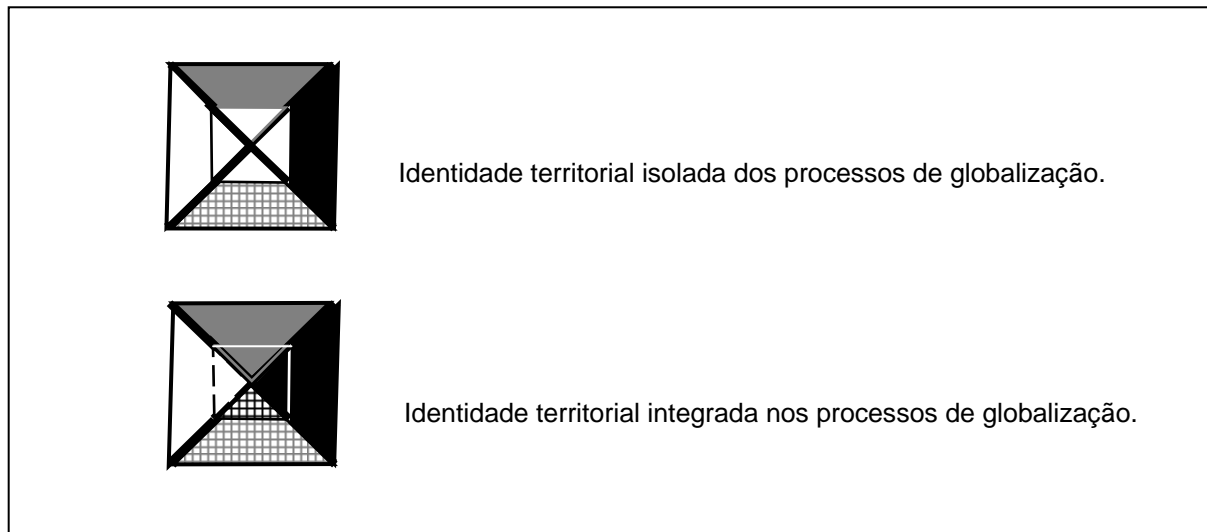 Identidade territorial isolada dos processos de globalização.
Identidade territorial integrada nos processos de globalização.